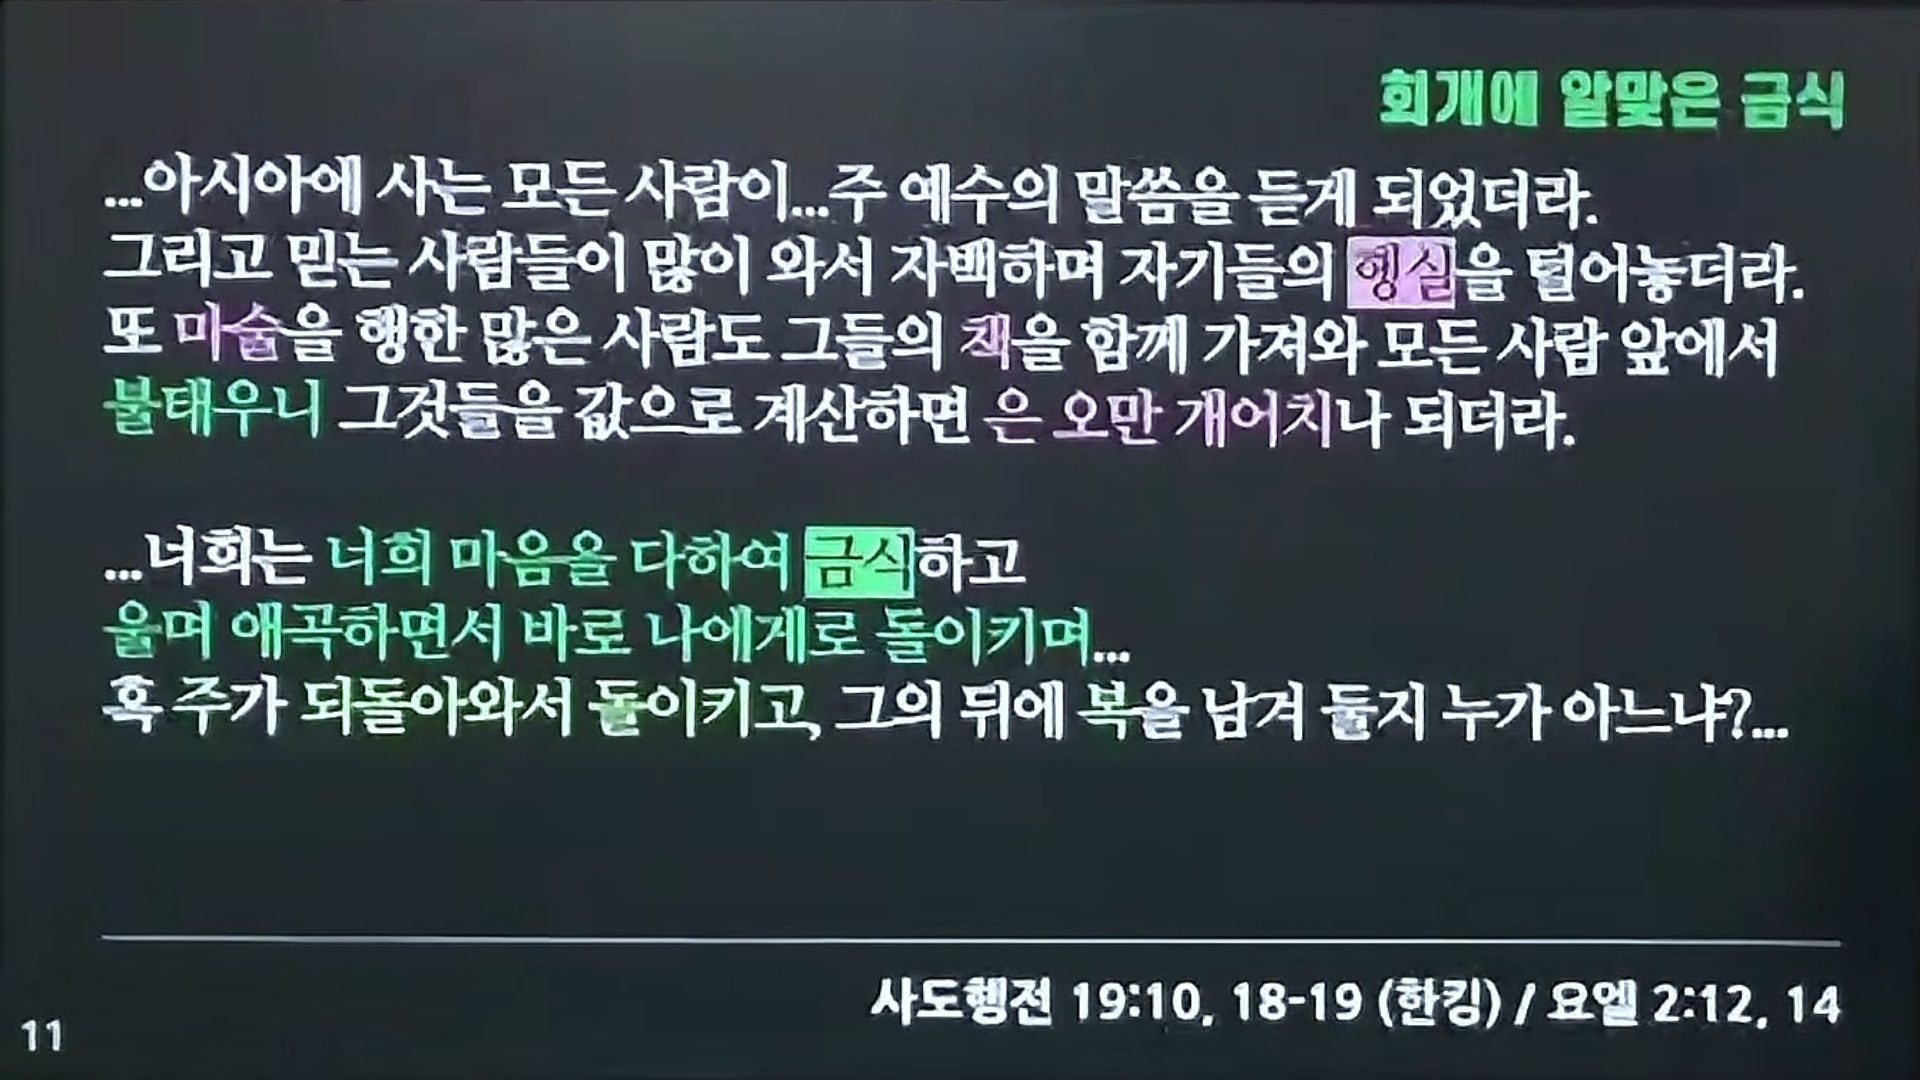 회개에 알맞은 금식
...아시아에 사는 모든 사람이...주 예수의 말씀을 듣게 되었더라.
그리고 믿는 사람들이 많이 와서 자백하며 자기들의 행실을 털어놓더라.
또 마술을 행한 많은 사람도 그들의 책을 함께 가져와 모든 사람 앞에서
불태우니 그것들을 값으로 계산하면 은 오만 개어치나 되더라.
...너희는 너희 마음을 다하여 금식하고
울며 애곡하면서 바로 나에게로 돌이키며...
혹 주가 되돌아와서 돌이키고, 그의 뒤에 복을 남겨 둘지 누가 아느냐?...
사도행전 19:10, 18-19 (한킹) / 요엘 2:12, 14
11